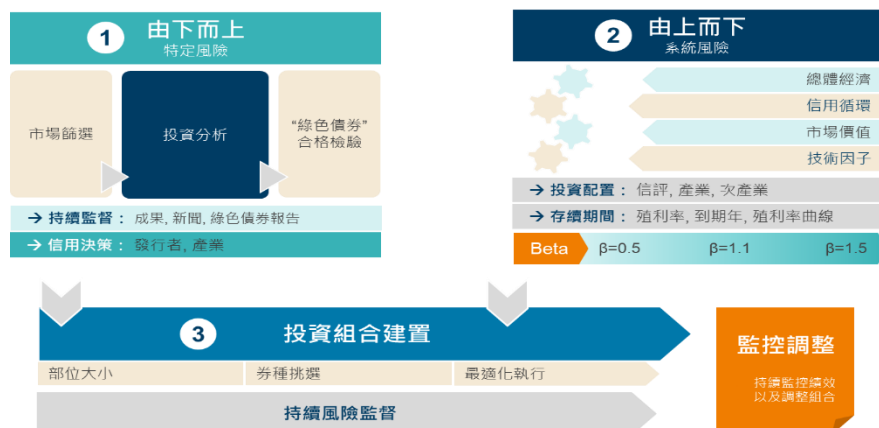 1
由下而上
特定風險
市場篩選
投資分析
“綠色債券”
合格檢驗
→ 持續監督： 成果, 新聞, 綠色債券報告
→ 信用決策： 發行者, 產業
2
由上而下
系統風險
總體經濟
信用循環
市場價值
技術因子
→ 投資配置： 信評, 產業, 次產業
→ 存續期間： 殖利率, 到期年, 殖利率曲線
Beta β=0.5 β=1.1 β=1.5
3
投資組合建置
部位大小 券種挑選 最適化執行
持續風險監督
監控調整
持續監控績效
以及調整組合